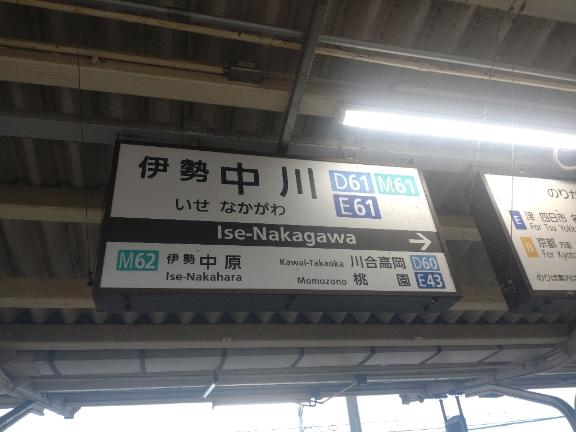 伊勢中川 D61 M61
いせ なかがわ E61
Ise-Nakagawa
M62 伊勢中原 Kawai-Takaoka 川合高岡 D60
Ise-Nakahara Momozono 桃園 E43
E 津 四日市
For Tsu
B 京都
For Kyoto